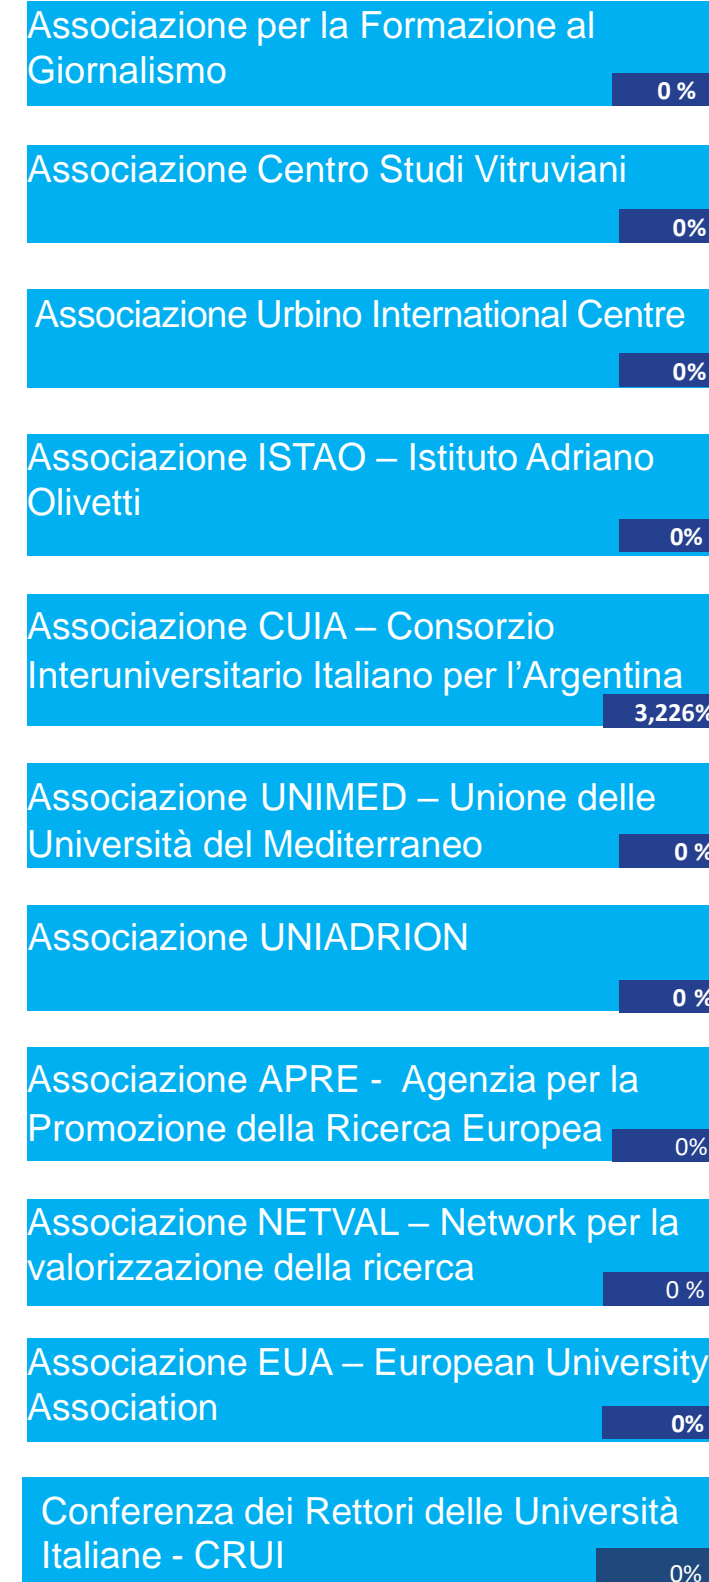 Associazione per la Formazione al
Giornalismo
0 %
Associazione Centro Studi Vitruviani
0%
Associazione Urbino International Centre
0%
Associazione ISTAO – Istituto Adriano
Olivetti
0%
Associazione CUIA – Consorzio
Interuniversitario Italiano per l’Argentina
3,226%
Associazione UNIMED – Unione delle
Università del Mediterraneo
0 %
Associazione UNIADRION
0 %
Associazione APRE - Agenzia per la
Promozione della Ricerca Europea
0%
Associazione NETVAL – Network per la
valorizzazione della ricerca
0 %
Associazione EUA – European University
Association
0%
Conferenza dei Rettori delle Università
Italiane - CRUI
0%